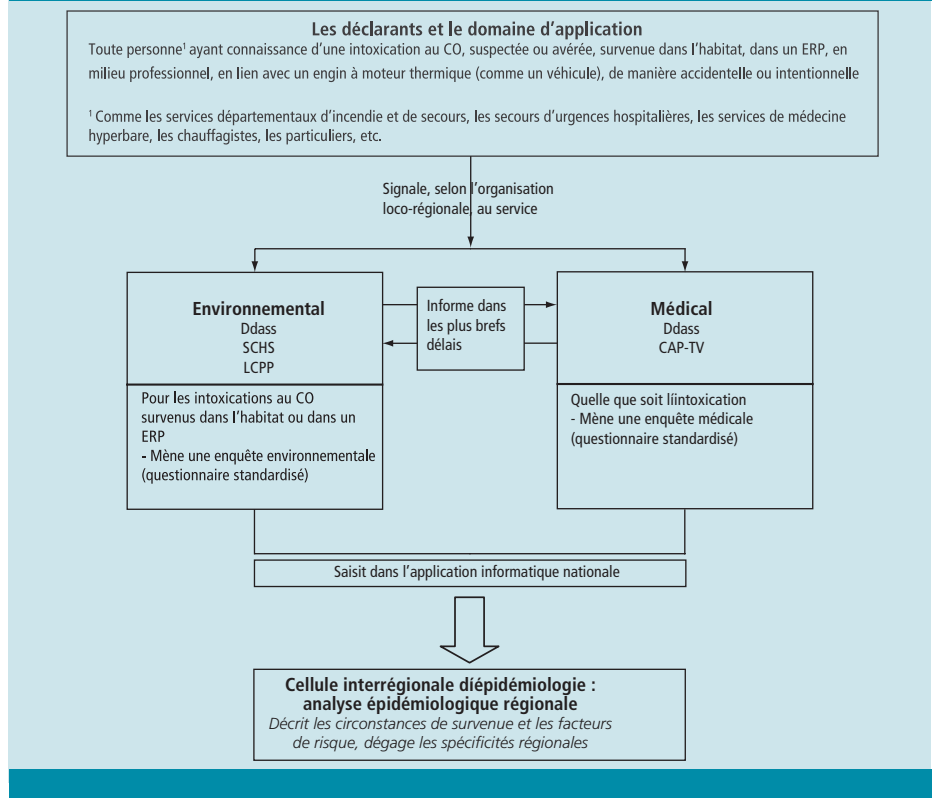 Les déclarants et le domaine d'application
Toute personne¹ ayant connaissance d'une intoxication au CO, suspectée ou avérée, survenue dans l'habitat, dans un ERP, en
milieu professionnel, en lien avec un engin à moteur thermique (comme un véhicule), de manière accidentelle ou intentionnelle
¹ Comme les services départementaux d'incendie et de secours, les secours d'urgences hospitalières, les services de médecine
hyperbare, les chauffagistes, les particuliers, etc.
Signale, selon l'organisation
loco-régionale, au service
Environnemental
Ddass
SCHS
LCPP
Informe dans
les plus brefs
délais
Médical
Ddass
CAP-TV
Pour les intoxications au CO
survenus dans l'habitat ou dans un
ERP
- Mène une enquête environnementale
(questionnaire standardisé)
Quelle que soit líintoxication
- Mène une enquête médicale
(questionnaire standardisé)
Saisit dans l'application informatique nationale
Cellule interrégionale díépidémiologie :
analyse épidémiologique régionale
Décrit les circonstances de survenue et les facteurs
de risque, dégage les spécificités régionales